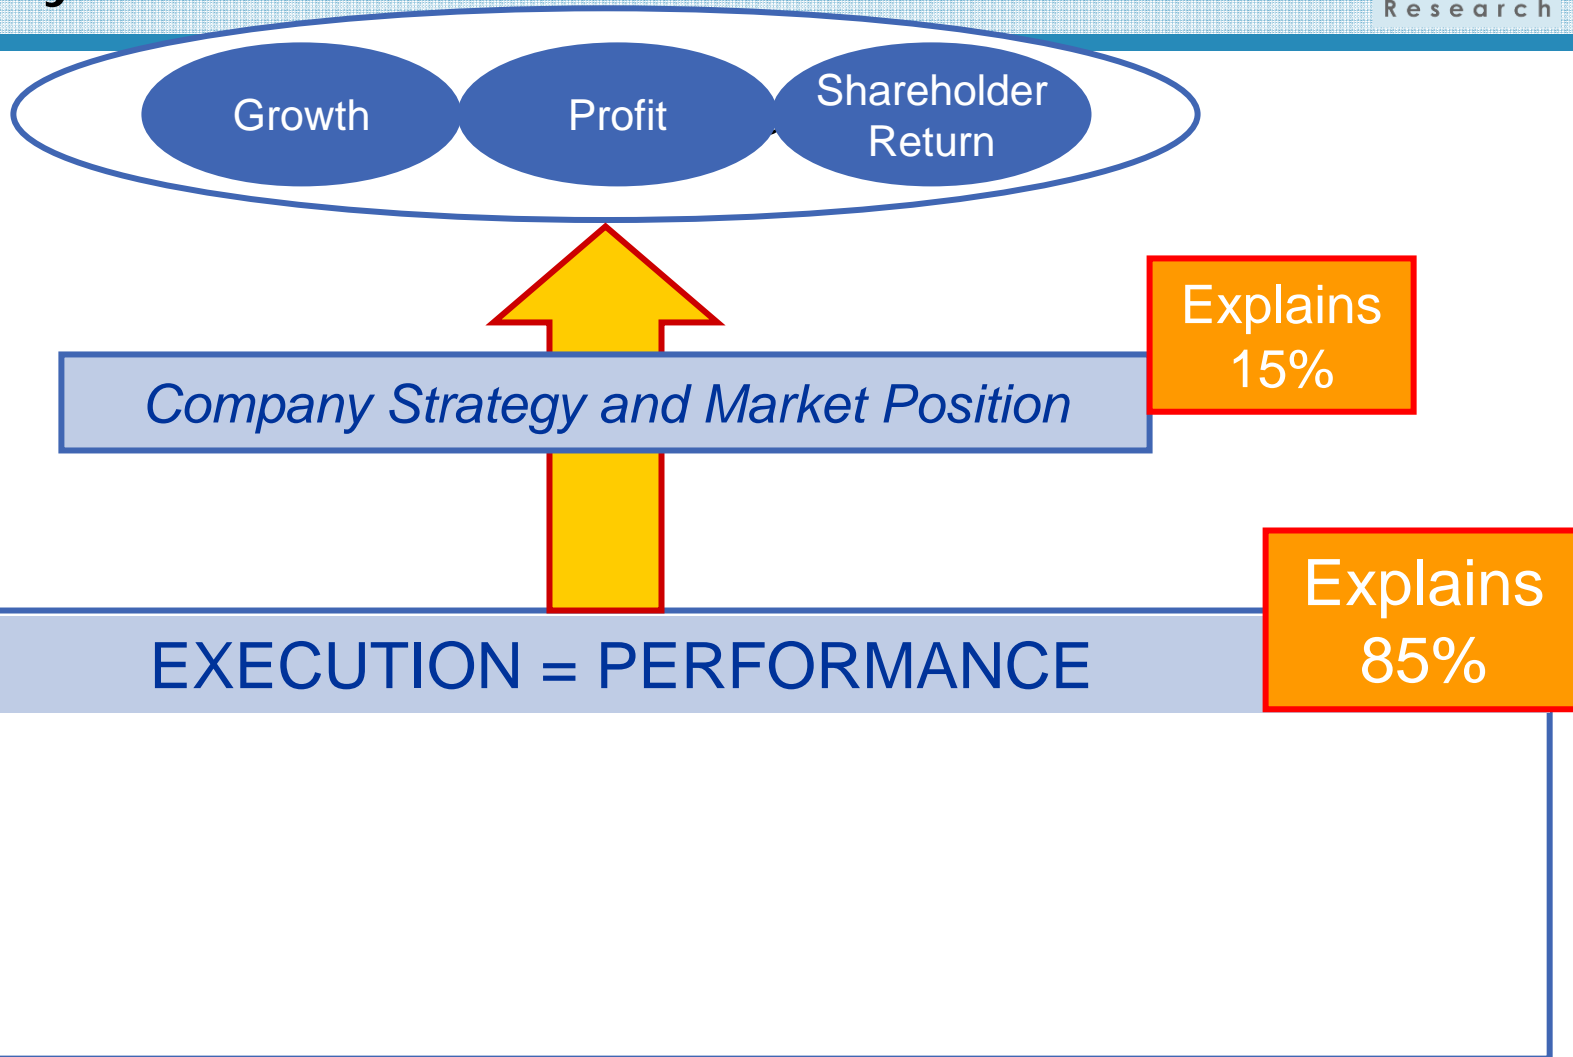 Research
Growth
Profit
Shareholder
Return
Explains
15%
Company Strategy and Market Position
Explains
85%
EXECUTION = PERFORMANCE